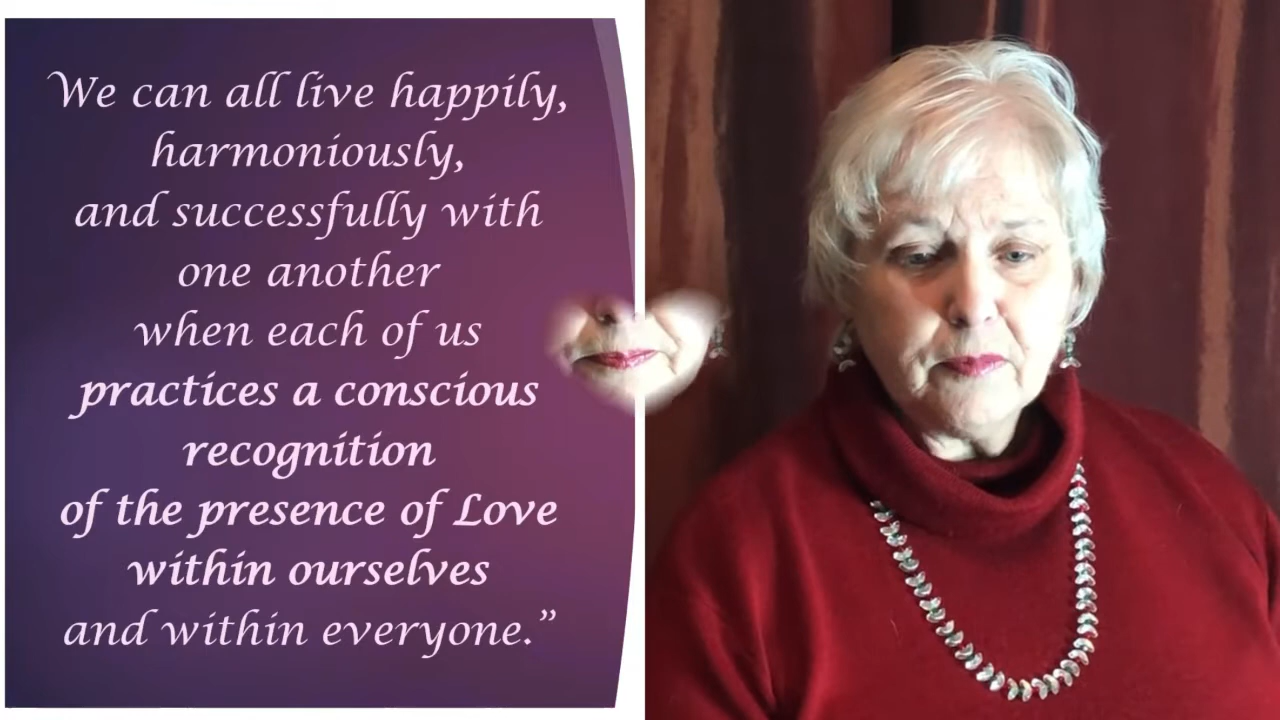 We can all live happily,
harmoniously,
and successfully with
one another
when each of us
practices a conscious
recognition
of the presence of Love
within ourselves
and within everyone.”